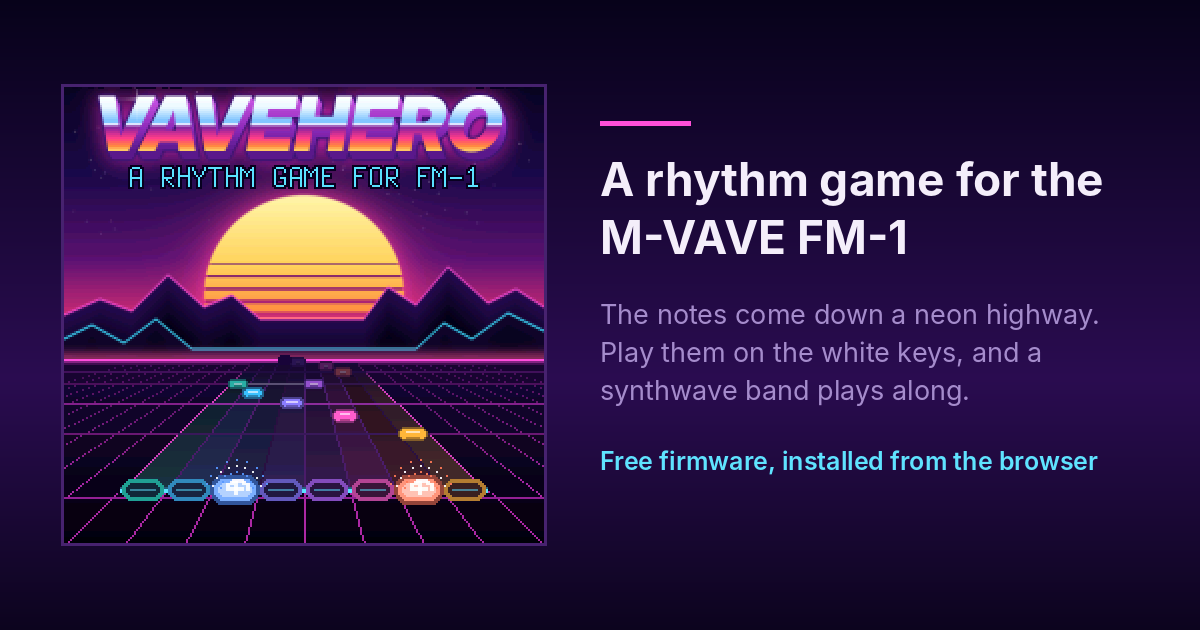 VAVEHERO
A RHYTHM GAME FOR FM-1
A rhythm game for the
M-VAVE FM-1
The notes come down a neon highway.
Play them on the white keys, and a
synthwave band plays along.
Free firmware, installed from the browser